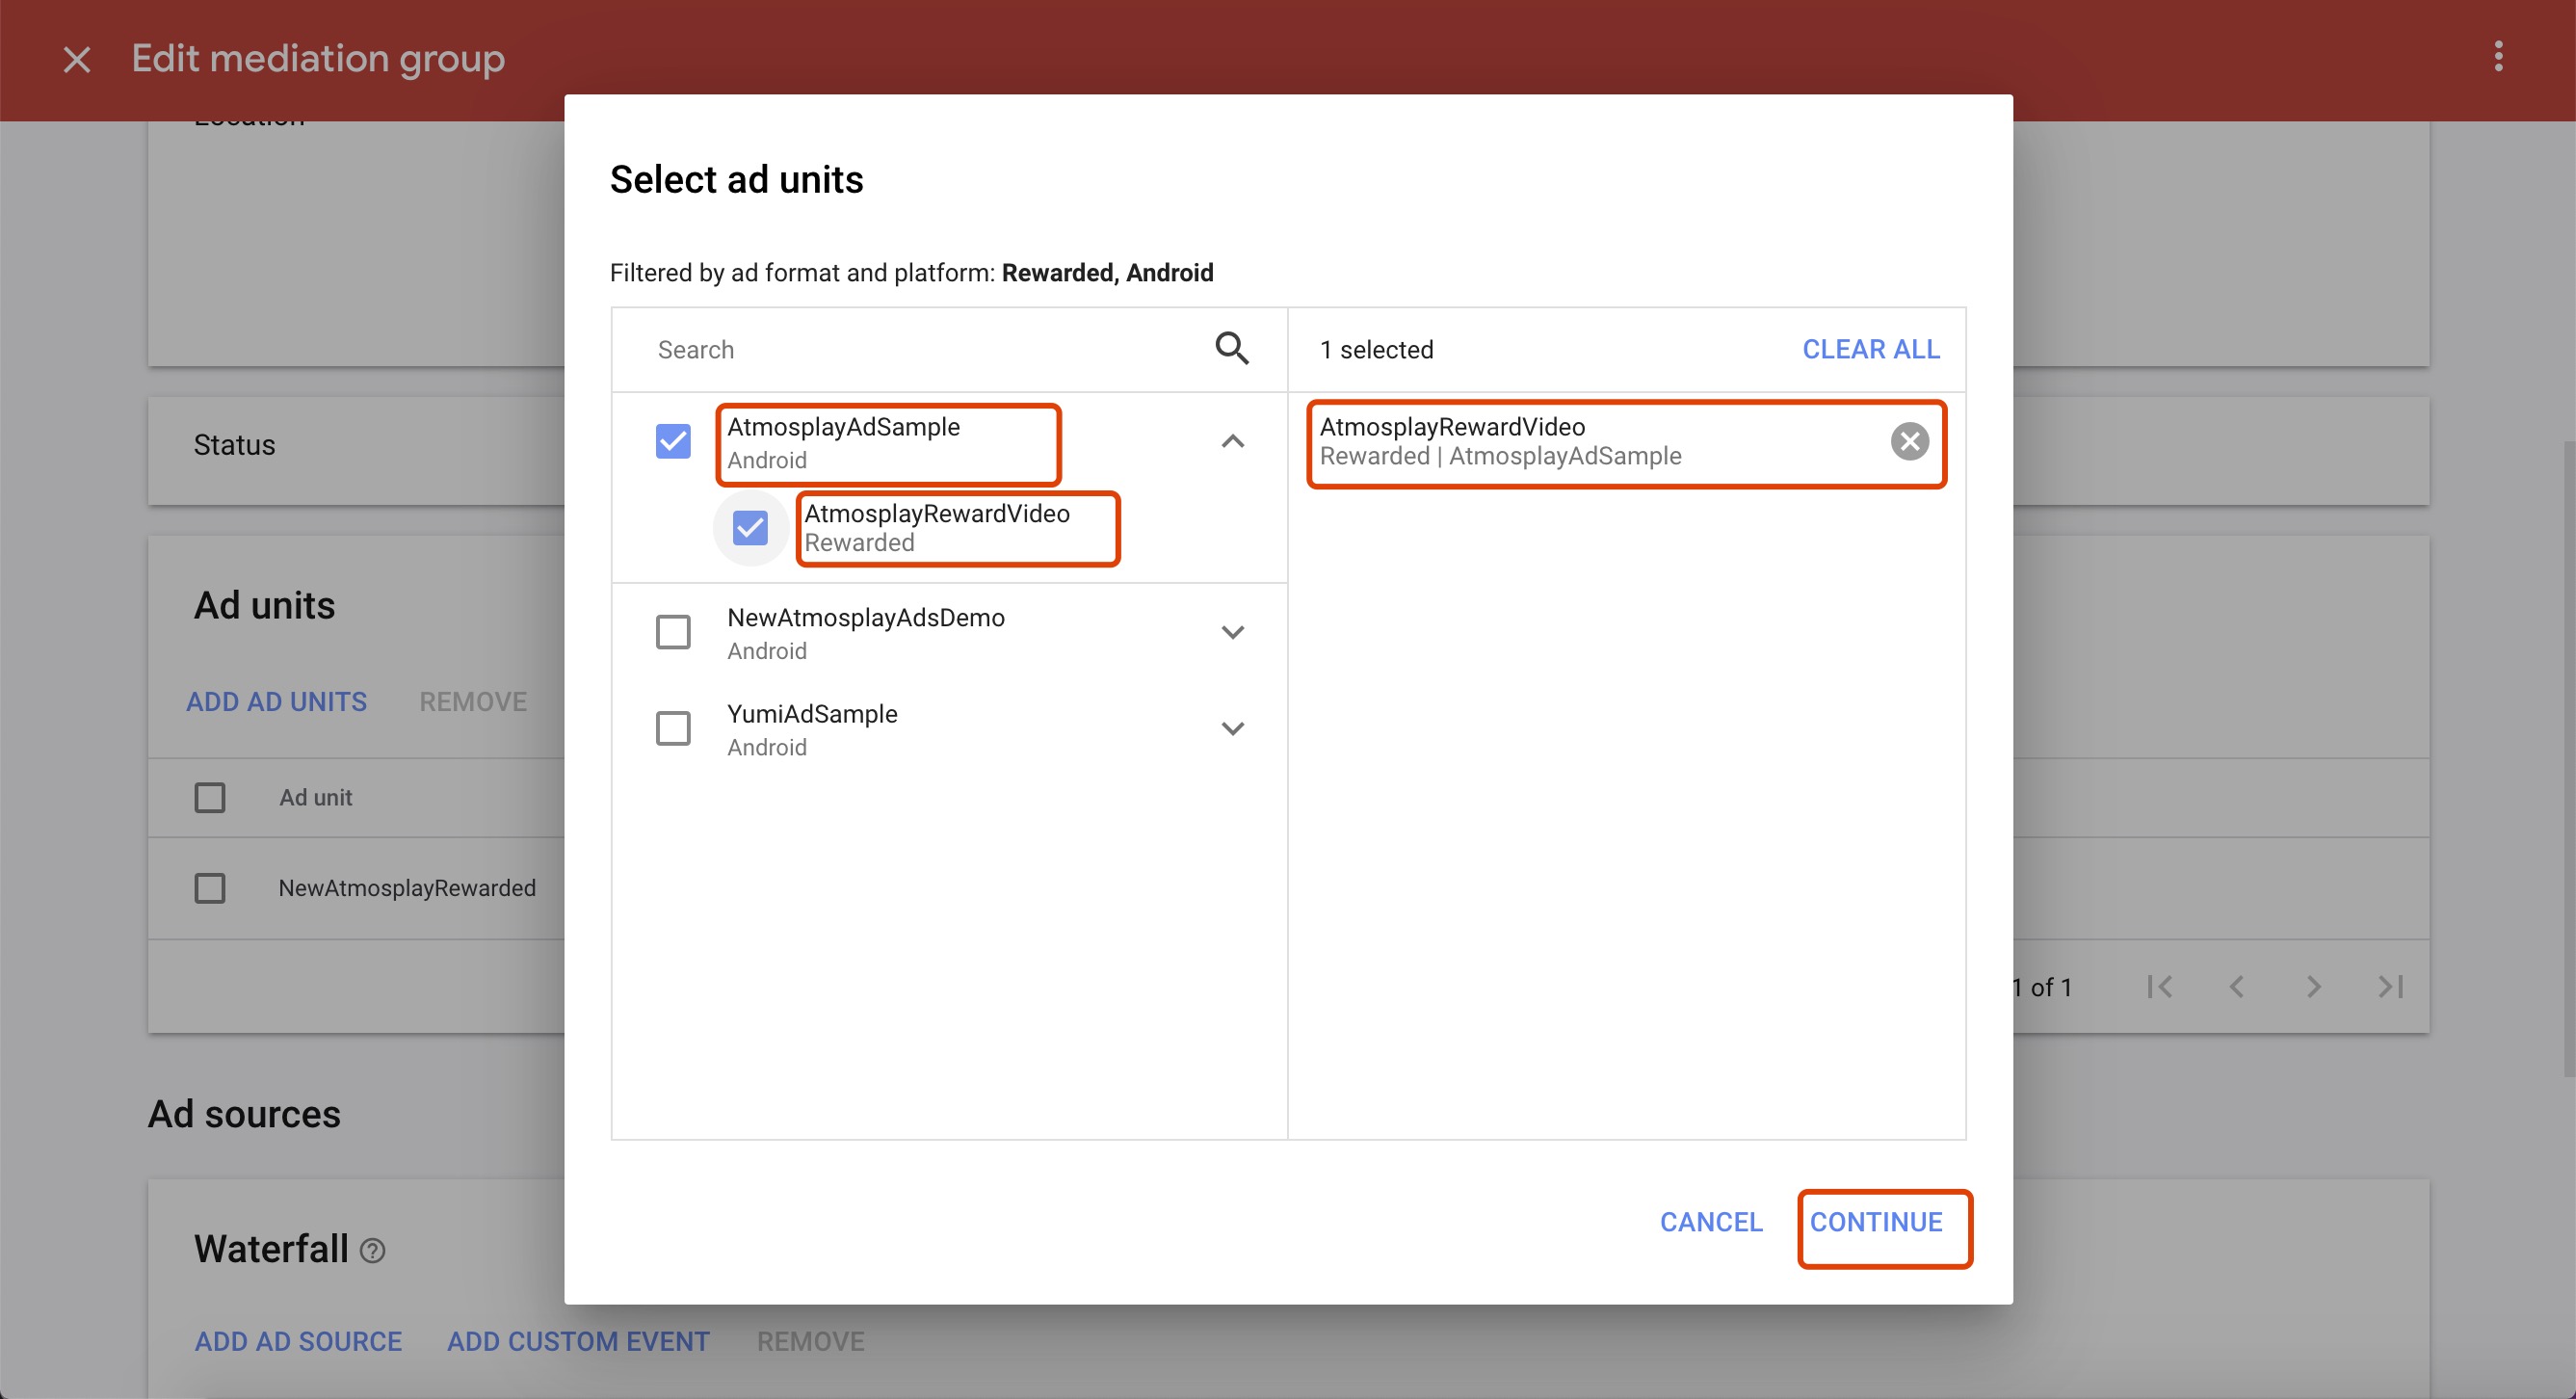 Edit mediation group
Location
Select ad units
Filtered by ad format and platform: Rewarded, Android
Search
1 selected
CLEAR ALL
AtmosplayAdSample
Android
AtmosplayRewardVideo
Rewarded | AtmosplayAdSample
AtmosplayRewardVideo
Rewarded
NewAtmosplayAdsDemo
Android
YumiAdSample
Android
CANCEL
CONTINUE
Status
Ad units
ADD AD UNITS
REMOVE
Ad unit
NewAtmosplayRewarded
1 of 1
Ad sources
Waterfall
ADD AD SOURCE
ADD CUSTOM EVENT
REMOVE